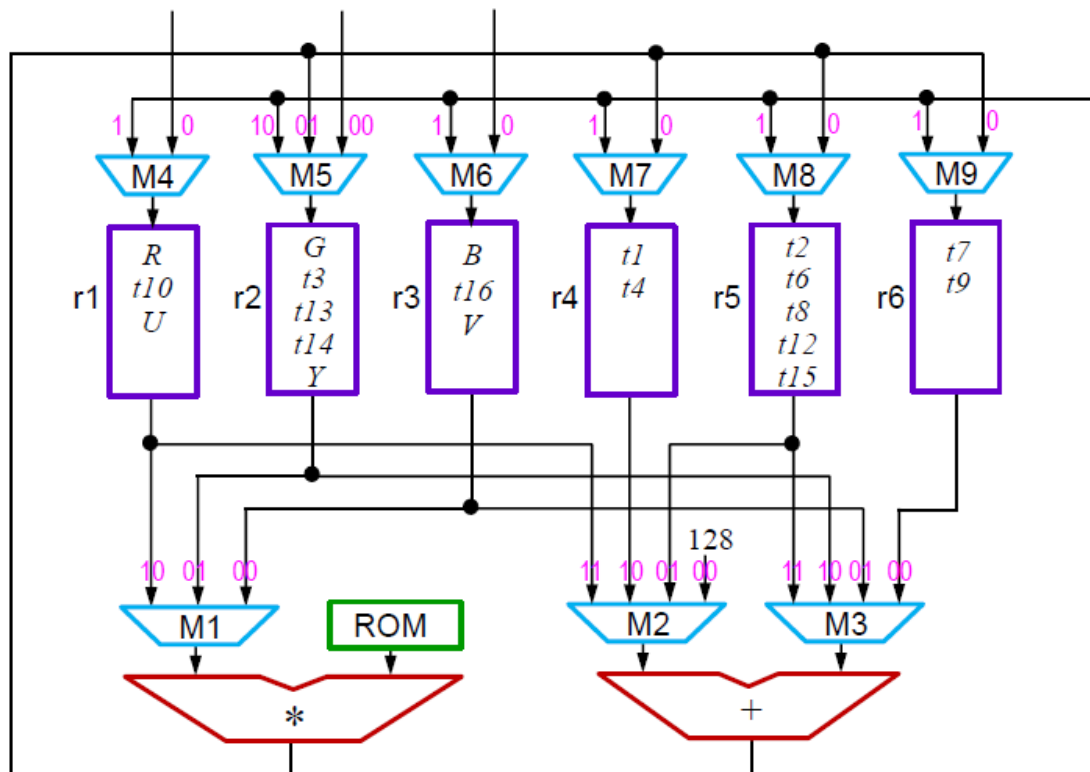 1 0 10 01 00 1 0 1 0 1 0 1 0
M4 M5 M6 M7 M8 M9
r1 R t10 U
r2 G t3 t13 t14 Y
r3 B t16 V
r4 t1 t4
r5 t2 t6 t8 t12 t15
r6 t7 t9
128
10 01 00 11 10 01 00 11 10 01 00
M1 ROM M2 M3
* +